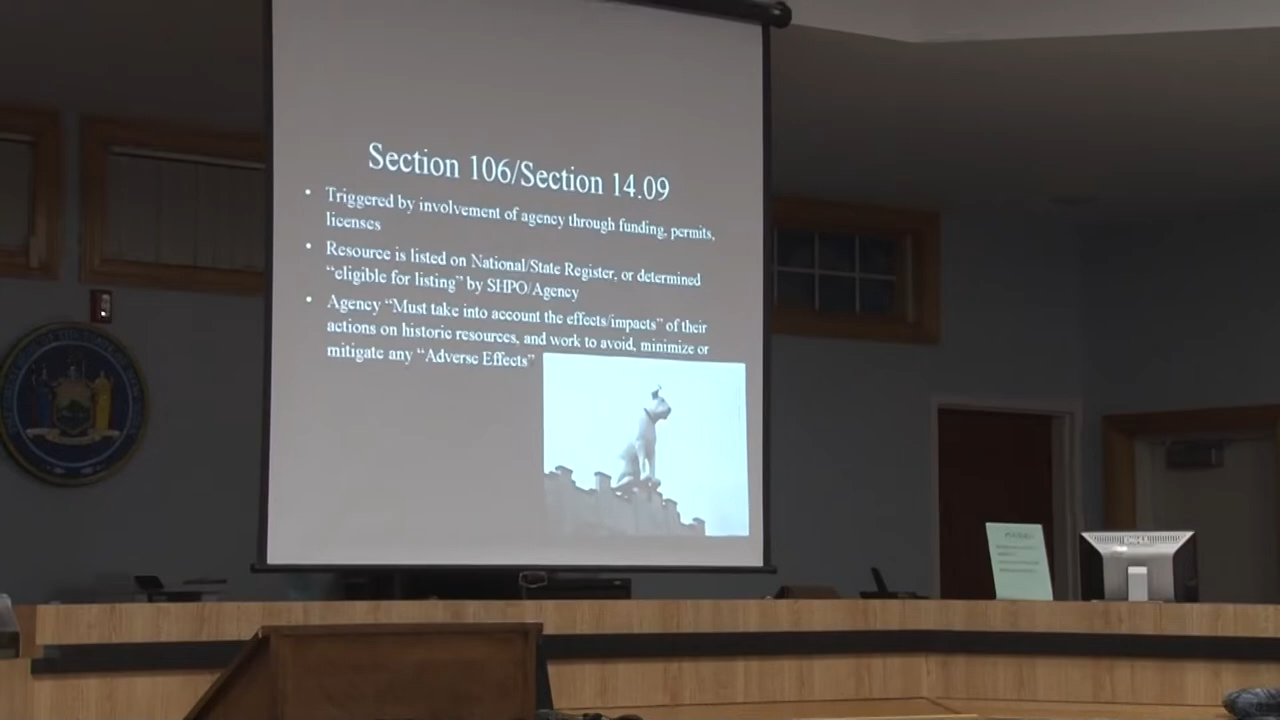 Section 106/Section 14.09
• Triggered by involvement of agency through funding, permits,
licenses
• Resource is listed on National/State Register, or determined
“eligible for listing” by SHPO/Agency
• Agency “Must take into account the effects/impacts” of their
actions on historic resources, and work to avoid, minimize or
mitigate any “Adverse Effects”